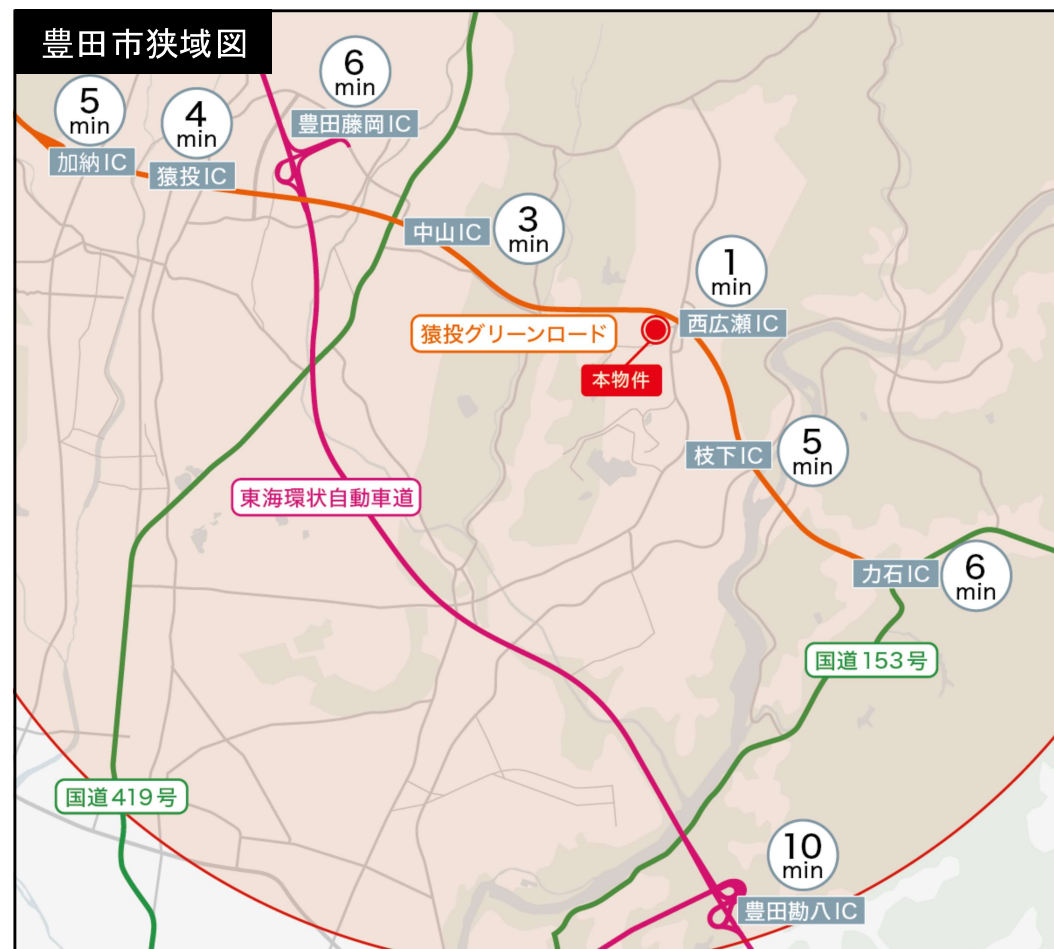 豊田市狭域図
6
min
豊田藤岡IC
5
min
加納IC
4
min
猿投IC
中山IC
3
min
1
min
西広瀬IC
猿投グリーンロード
本物件
枝下IC
5
min
東海環状自動車道
力石IC
6
min
国道153号
国道419号
10
min
豊田勘八IC